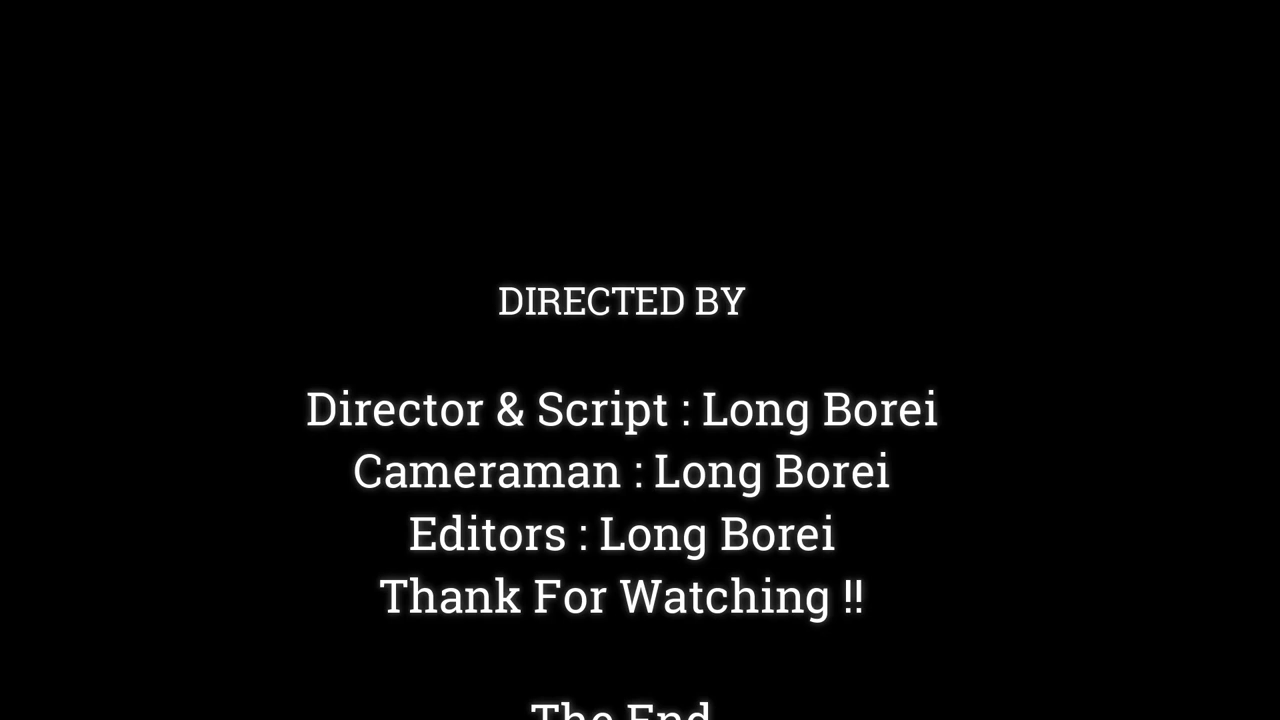 DIRECTED BY
Director & Script : Long Borei
Cameraman : Long Borei
Editors : Long Borei
Thank For Watching !!
The End